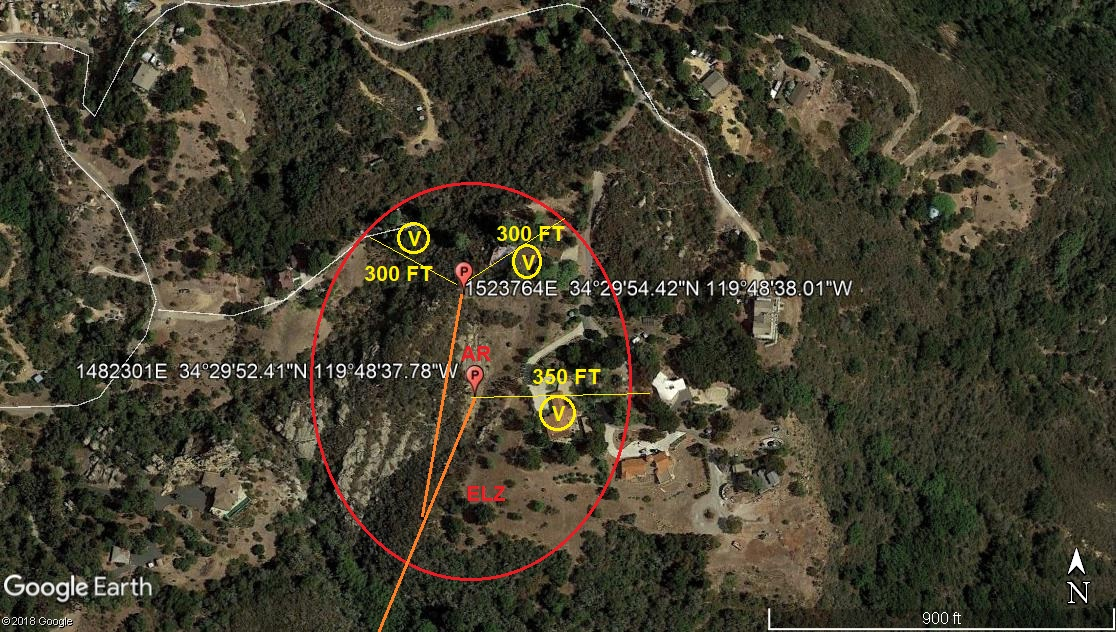 V
300 FT
V
300 FT
P
1523764E 34°29'54.42"N 119°48'38.01"W
AR
1482301E 34°29'52.41"N 119°48'37.78"W
P
350 FT
V
ELZ
N
Google Earth
900 ft
©2018 Google